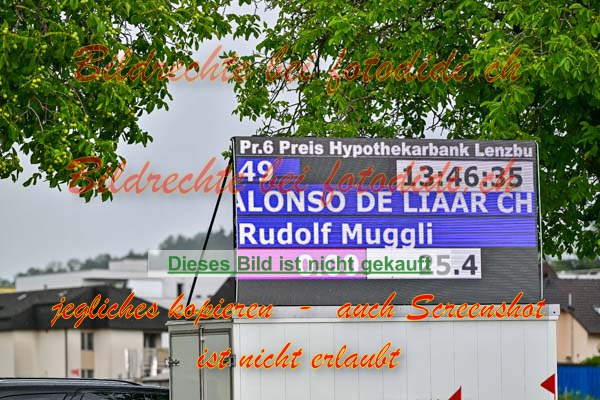 Bildrechte bei fotodidi.ch
Pr.6 Preis Hypothekarbank Lenzbu
49 13:46:35
Bildrechte bei fotodidi.ch
ALONSO DE LIAAR CH
Rudolf Muggli
Dieses Bild ist nicht gekauft
5.4
jegliches kopieren - auch Screenshot
ist nicht erlaubt